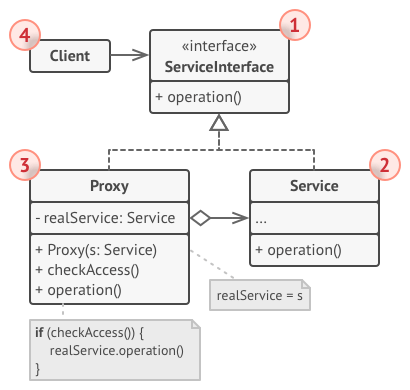 4
Client
1
«interface»
ServiceInterface
+ operation()
3
Proxy
- realService: Service
+ Proxy(s: Service)
+ checkAccess()
+ operation()
2
Service
...
+ operation()
realService = s
if (checkAccess()) {
realService.operation()
}